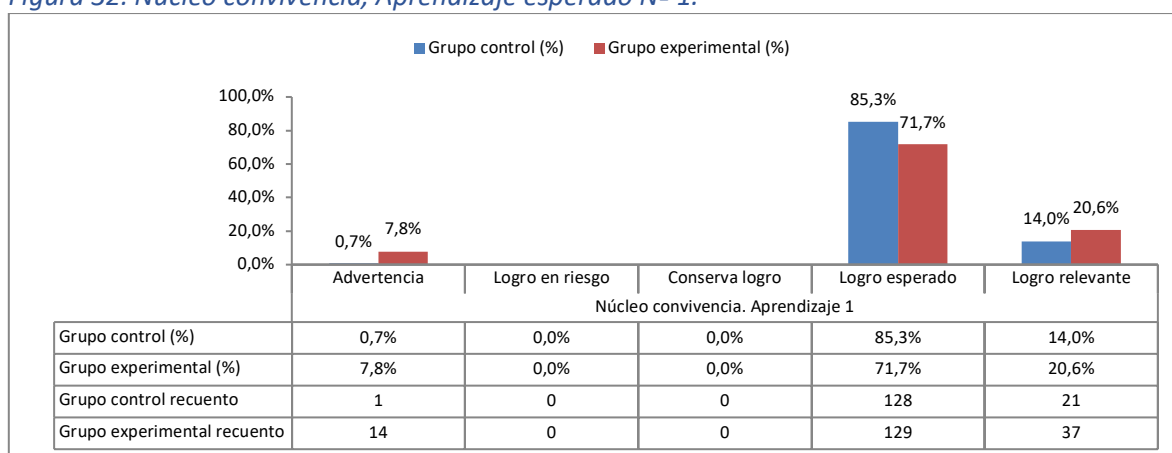 Figura 32. Núcleo convivencia, Aprendizaje esperado Nº 1.
Grupo control (%) Grupo experimental (%)
100,0%
80,0%
60,0%
40,0%
20,0%
0,0%
0,7% 7,8% 85,3% 71,7% 14,0% 20,6%
Advertencia Logro en riesgo Conserva logro Logro esperado Logro relevante
Núcleo convivencia. Aprendizaje 1
Grupo control (%) 0,7% 0,0% 0,0% 85,3% 14,0%
Grupo experimental (%) 7,8% 0,0% 0,0% 71,7% 20,6%
Grupo control recuento 1 0 0 128 21
Grupo experimental recuento 14 0 0 129 37